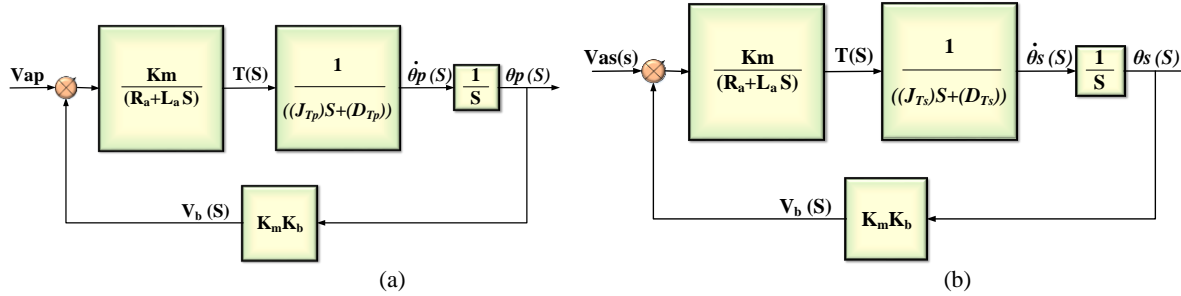 Vap
Km
(Ra+La S)
T(S)
1
((JTp)S+(DTp))
θ̇p (S)
1
S
θp (S)
Vb (S)
KmKb
(a)
Vas(s)
Km
(Ra+La S)
T(S)
1
((JTs)S+(DTs))
θ̇s (S)
1
S
θs (S)
Vb (S)
KmKb
(b)